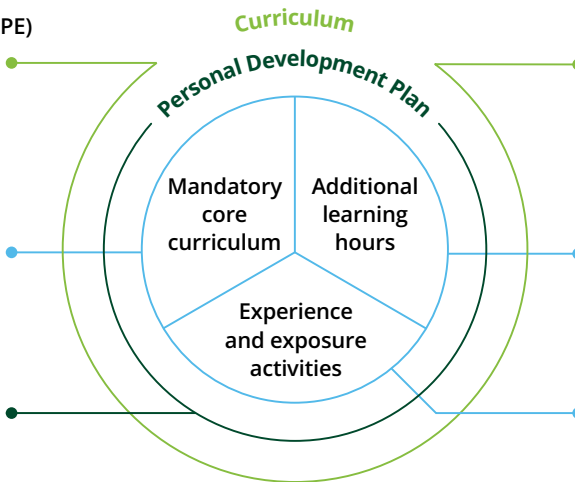 PE)
Curriculum
Personal Development Plan
Mandatory
core
curriculum
Additional
learning
hours
Experience
and exposure
activities